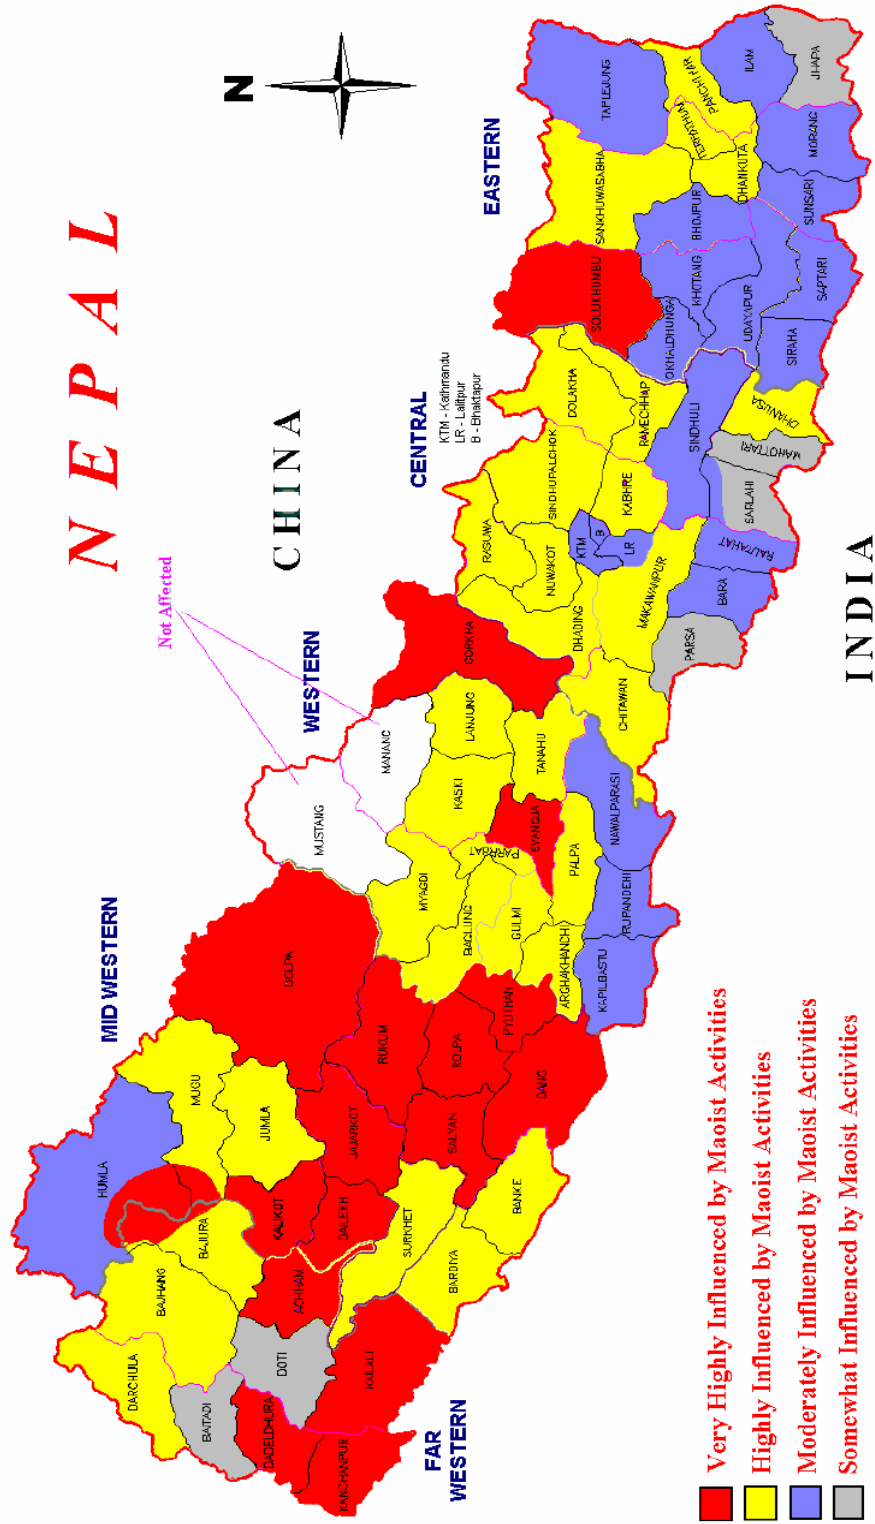 NEPAL
N
CHINA
INDIA
Not Affected
FAR
WESTERN
MID WESTERN
WESTERN
CENTRAL
KTM - Kathmandu
LR - Lalitpur
B - Bhaktapur
EASTERN
DARCHULA
BAITADI
DADELDHURA
KANCHANPUR
BAJHANG
BAJURA
DOTI
ACHHAM
KAILALI
HUMLA
MUGU
JUMLA
KALIKOT
DAILEKH
JAJARKOT
SURKHET
BARDIYA
BANKE
DOLPA
RUKUM
SALYAN
ROLPA
PYUTHAN
DANG
MUSTANG
MANANG
MYAGDI
BAGLUNG
PARBAT
GULMI
ARGHAKHANCHI
KASKI
LANJUNG
GORKHA
TANAHU
SYANGJA
PALPA
NAWALPARASI
RUPANDEHI
KAPILBASTU
RASUWA
NUWAKOT
DHADING
SINDHUPALCHOK
DOLAKHA
RAMECHHAP
KABHRE
KTM
B
LR
MAKAWANPUR
CHITAWAN
PARSA
BARA
RAUTAHAT
SARLAHI
MAHOTTARI
DHANUSA
SINDHULI
SOLUKHUMBU
OKHALDHUNGA
KHOTANG
UDAYAPUR
SIRAHA
SAPTARI
SANKHUWASABHA
BHOJPUR
DHANKUTA
TERHATHUM
TAPLEJUNG
PANCHTHAR
ILAM
JHAPA
MORANG
SUNSARI
Very Highly Influenced by Maoist Activities
Highly Influenced by Maoist Activities
Moderately Influenced by Maoist Activities
Somewhat Influenced by Maoist Activities